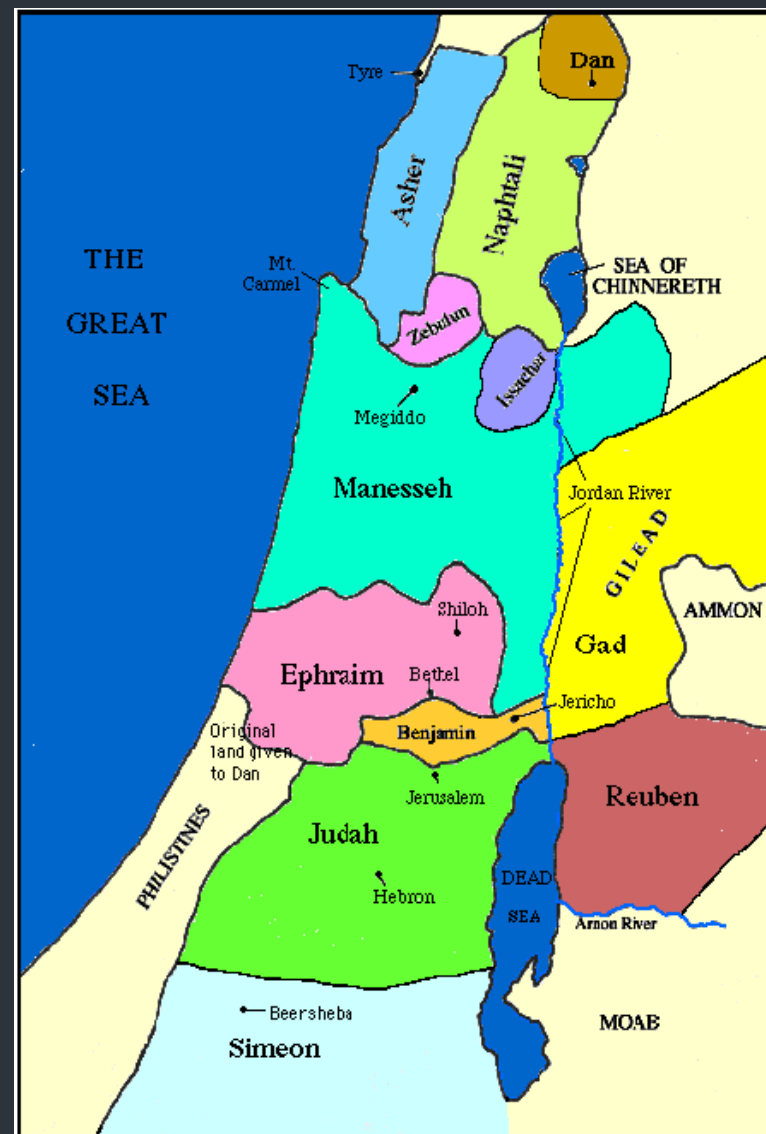 Dan
Tyre
Asher
Naphtali
THE
GREAT
SEA
Mt.
Carmel
SEA OF
CHINNERETH
Zebulun
Issachar
Megiddo
Manesseh
Jordan River
GILEAD
AMMON
Shiloh
Gad
Ephraim
Bethel
Jericho
Original
land given
to Dan
Benjamin
Jerusalem
Reuben
PHILISTINES
Judah
Hebron
DEAD
SEA
Arnon River
Beersheba
MOAB
Simeon